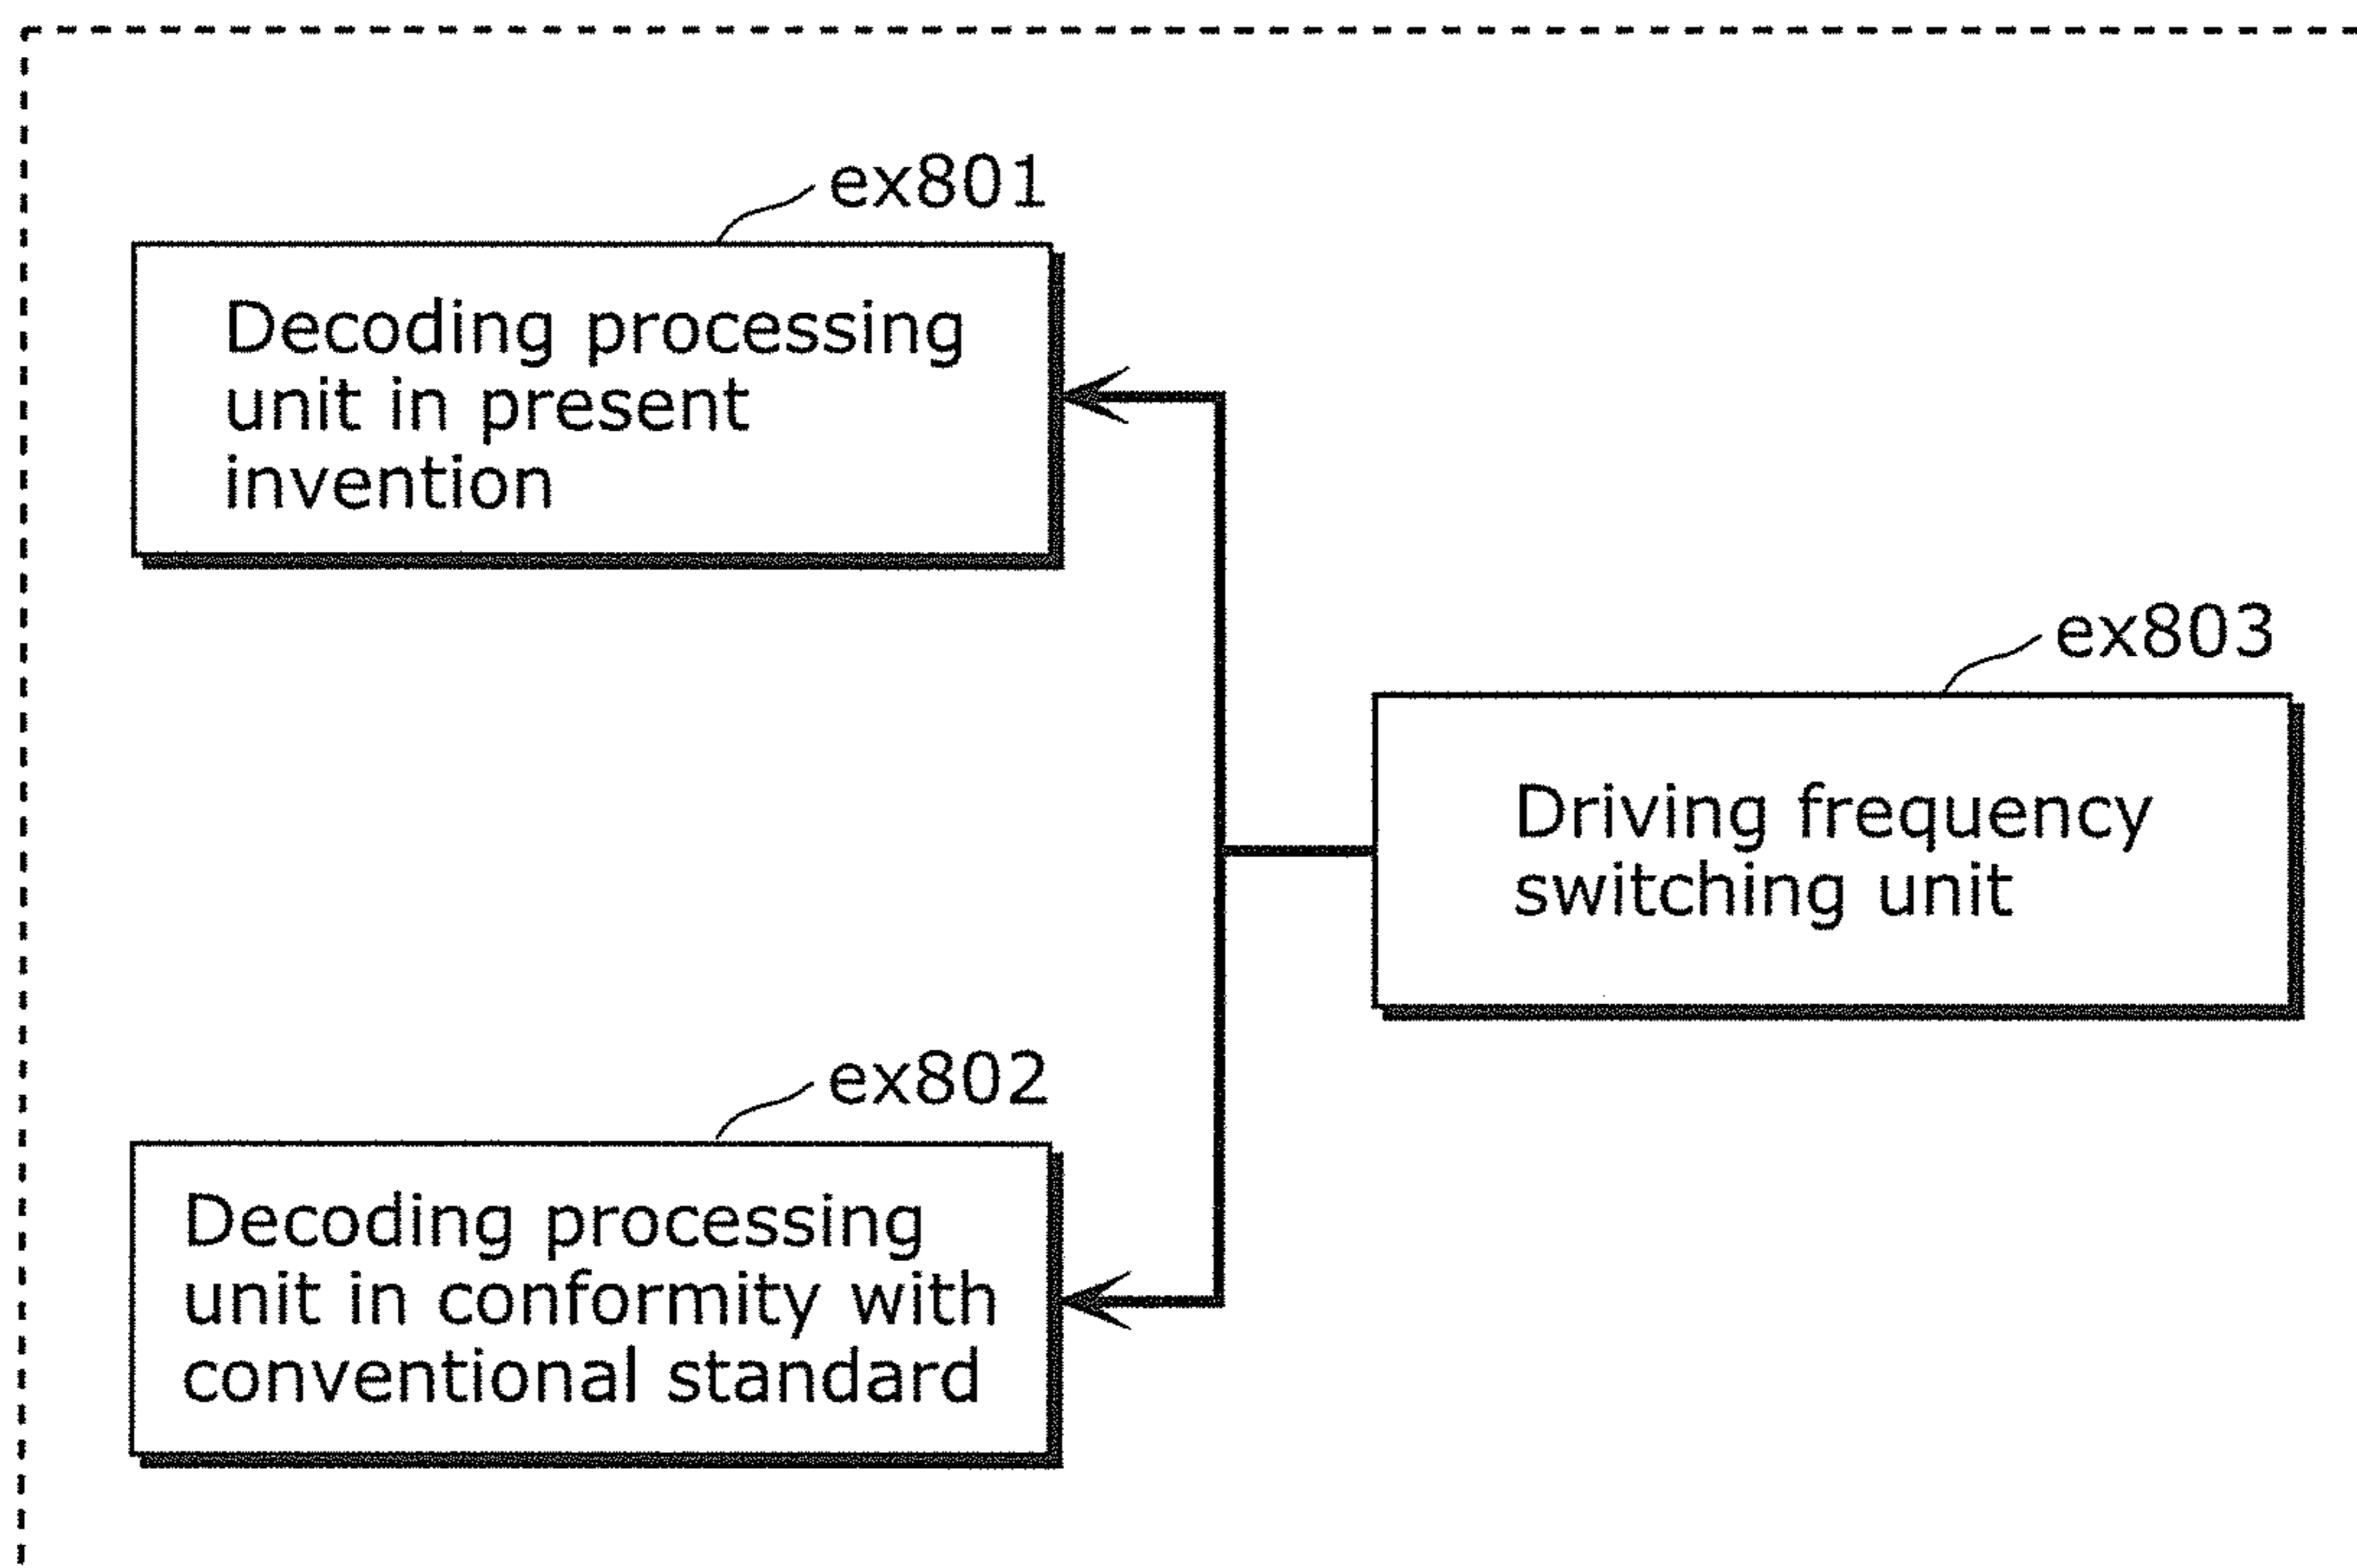 ex801
Decoding processing
unit in present
invention
ex803
Driving frequency
switching unit
ex802
Decoding processing
unit in conformity with
conventional standard